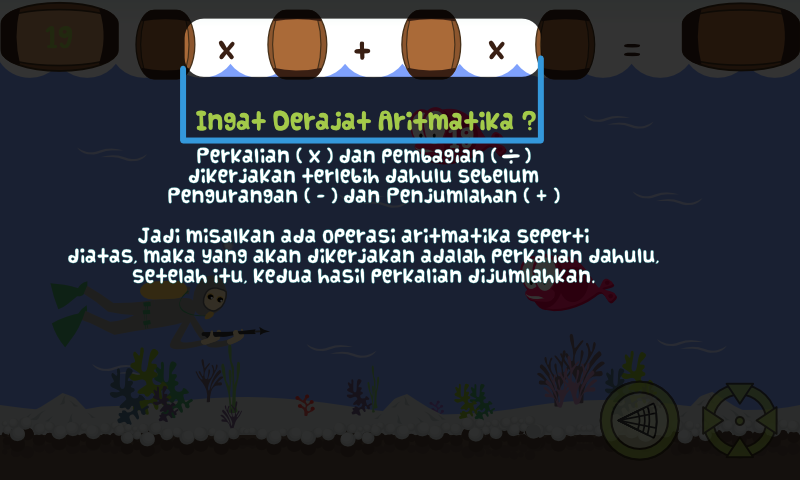 19
x + x =
Ingat Derajat Aritmatika ?
Perkalian ( x ) dan Pembagian ( ÷ )
dikerjakan terlebih dahulu sebelum
Pengurangan ( - ) dan Penjumlahan ( + )
Jadi misalkan ada operasi aritmatika seperti
diatas, maka yang akan dikerjakan adalah perkalian dahulu,
setelah itu, kedua hasil perkalian dijumlahkan.